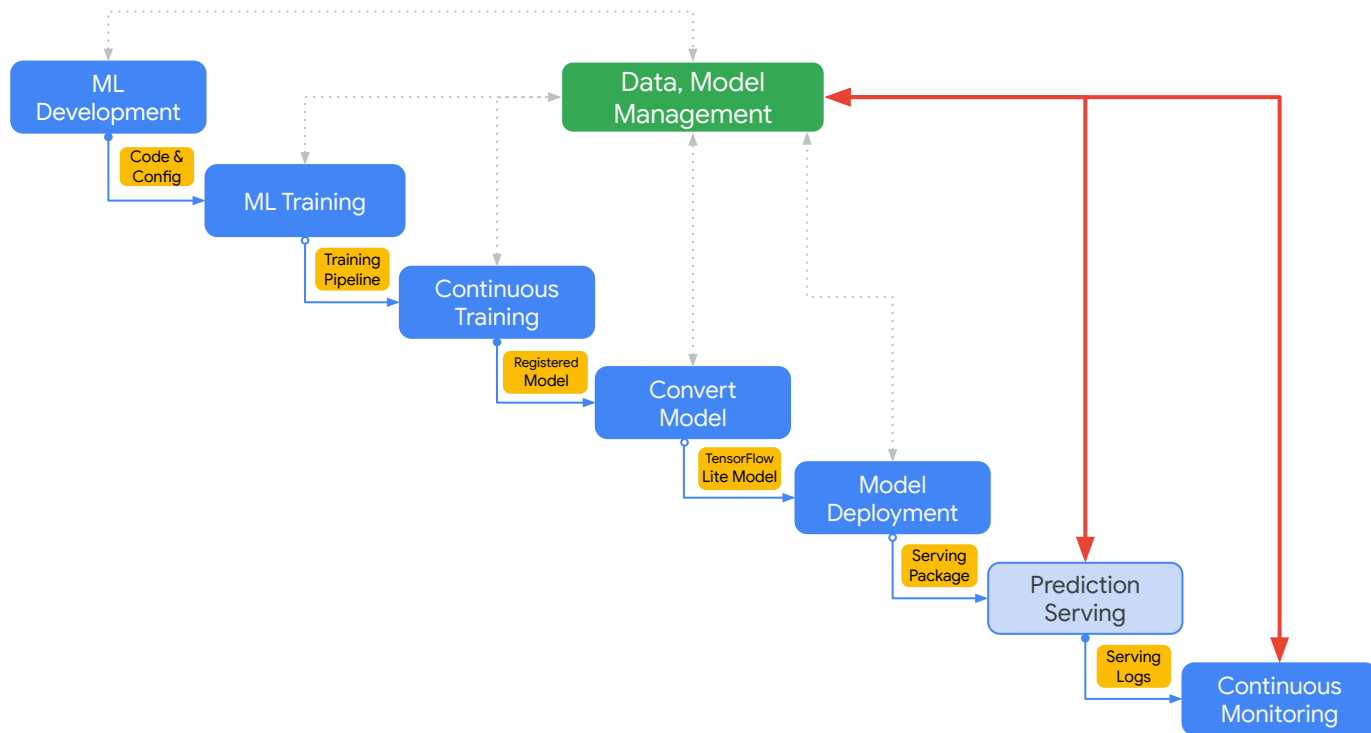 ML
Development
Data, Model
Management
Code &
Config
ML Training
Training
Pipeline
Continuous
Training
Registered
Model
Convert
Model
TensorFlow
Lite Model
Model
Deployment
Serving
Package
Prediction
Serving
Serving
Logs
Continuous
Monitoring